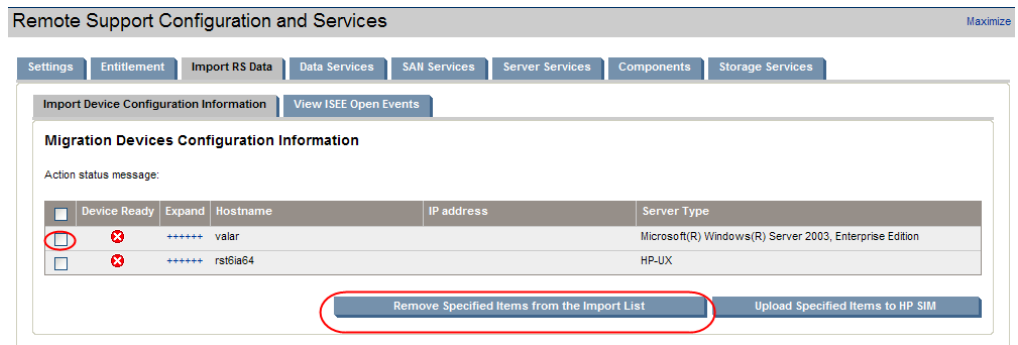 Remote Support Configuration and Services
Maximize
Settings Entitlement Import RS Data Data Services SAN Services Server Services Components Storage Services
Import Device Configuration Information View ISEE Open Events
Migration Devices Configuration Information
Action status message:
Device Ready Expand Hostname IP address Server Type
++++++ valar Microsoft(R) Windows(R) Server 2003, Enterprise Edition
++++++ rst6ia64 HP-UX
Remove Specified Items from the Import List Upload Specified Items to HP SIM